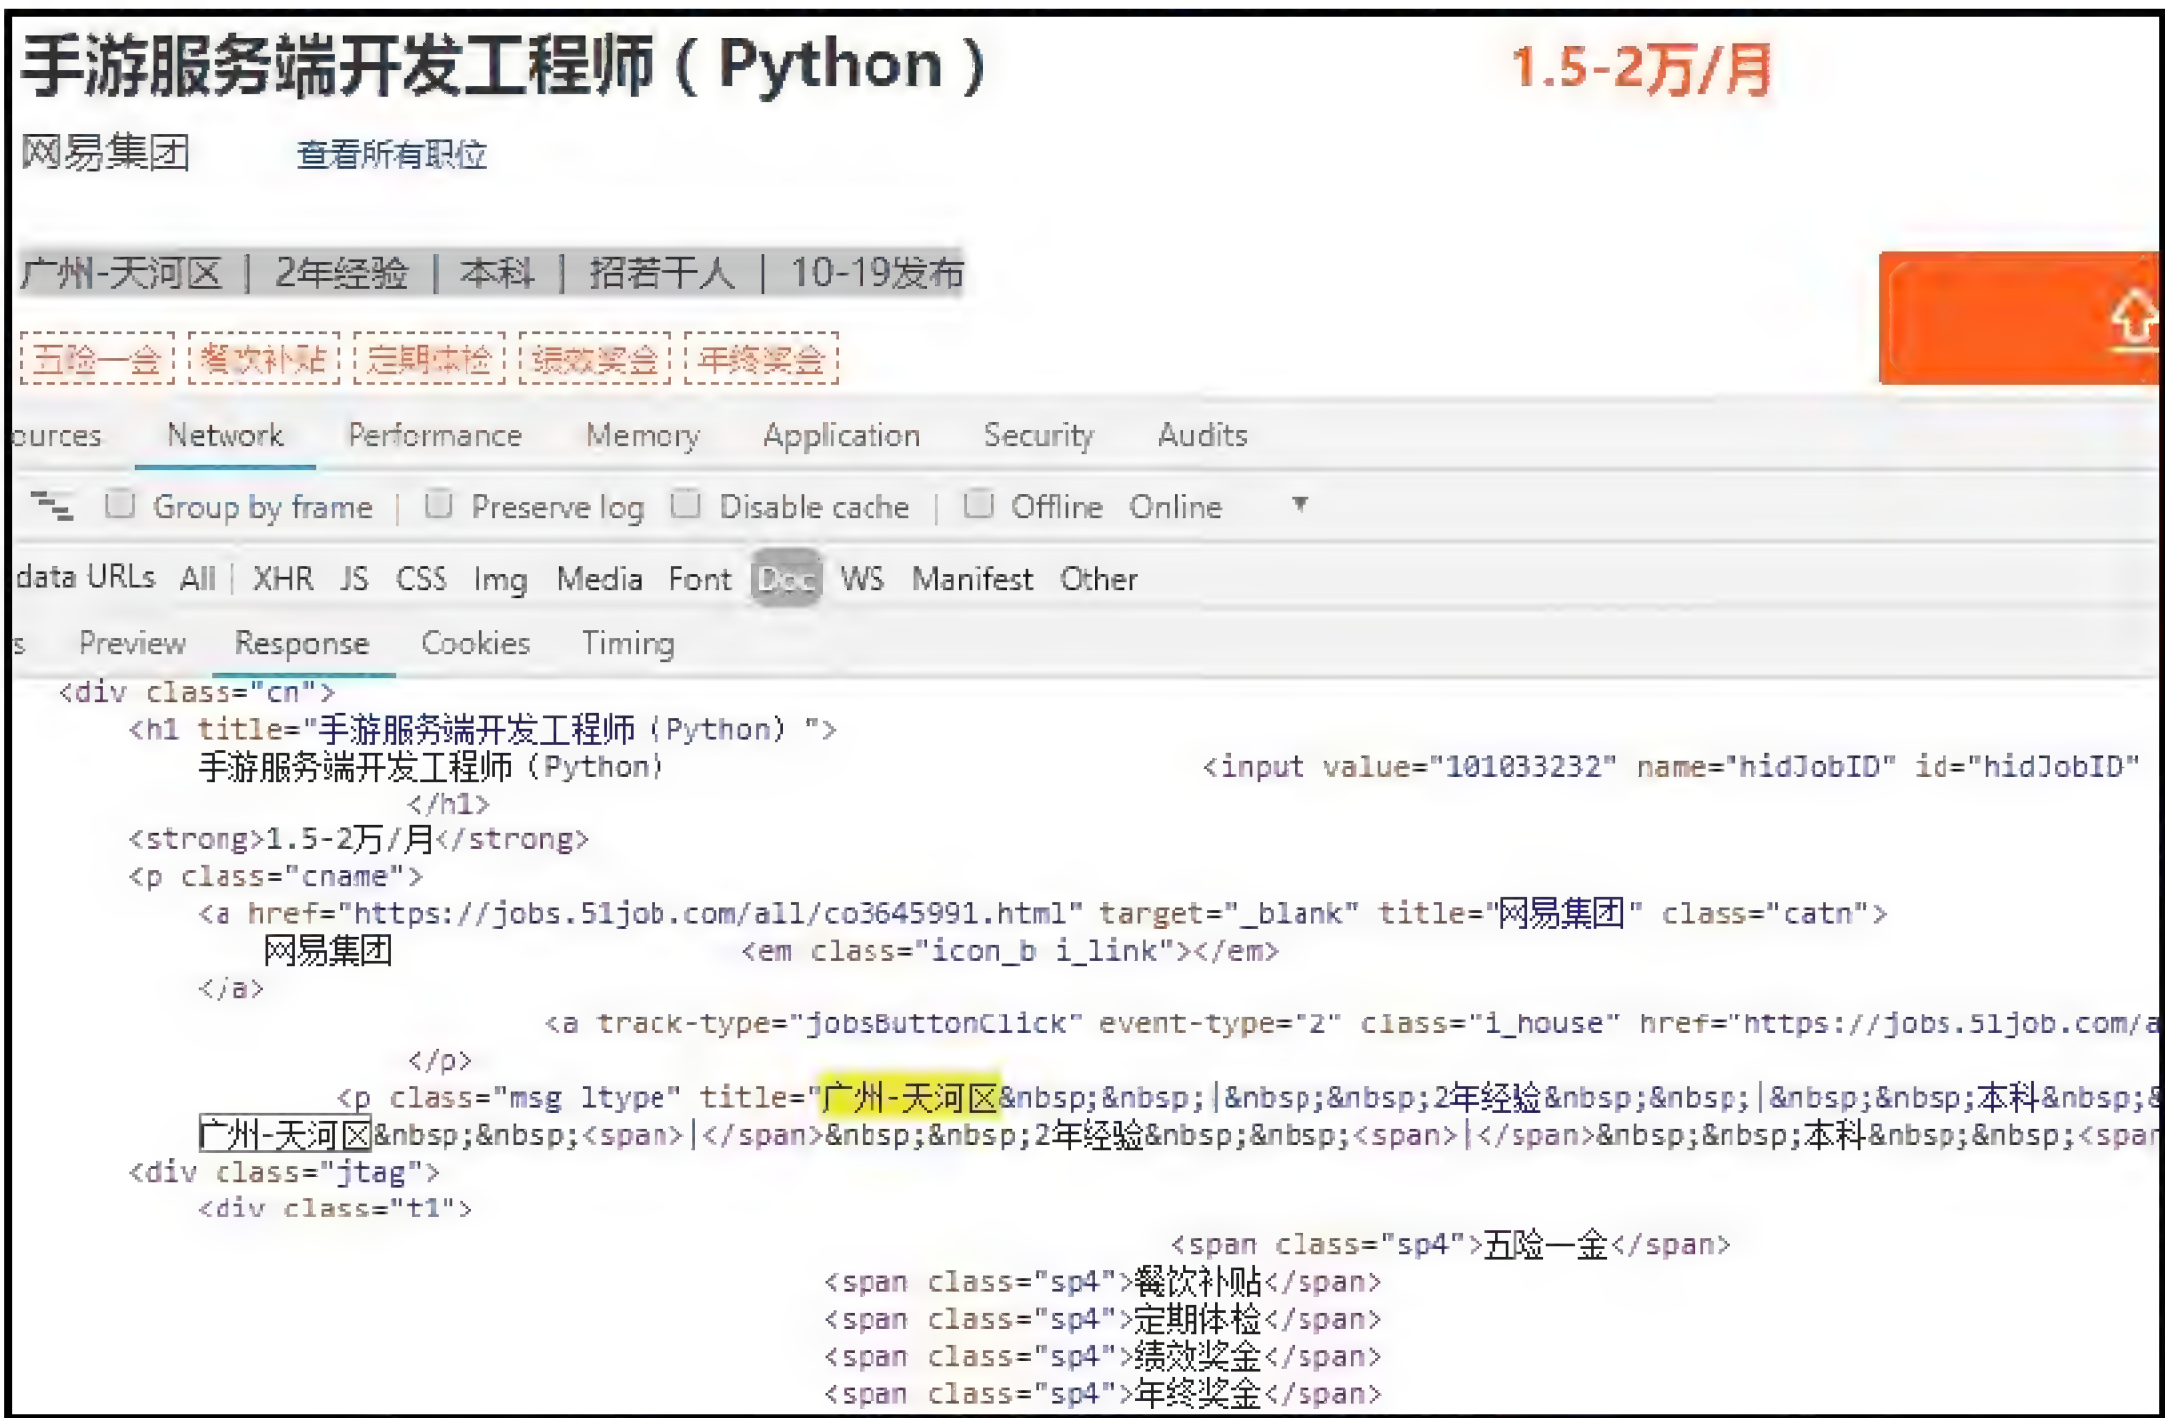 手游服务端开发工程师（Python） 1.5-2万/月
网易集团 查看所有职位
广州-天河区 | 2年经验 | 本科 | 招若干人 | 10-19发布
五险一金 餐饮补贴 定期体检 绩效奖金 年终奖金
ources Network Performance Memory Application Security Audits
Group by frame | Preserve log Disable cache | Offline Online ▼
data URLs All | XHR JS CSS Img Media Font Doc WS Manifest Other
s Preview Response Cookies Timing
<div class="cn">
<h1 title="手游服务端开发工程师（Python）">
手游服务端开发工程师（Python） <input value="101033232" name="hidJobID" id="hidJobID"
</h1>
<strong>1.5-2万/月</strong>
<p class="cname">
<a href="https://jobs.51job.com/all/co3645991.html" target="_blank" title="网易集团" class="catn">
网易集团 <em class="icon_b i_link"></em>
</a>
<a track-type="jobsButtonClick" event-type="2" class="i_house" href="https://jobs.51job.com/a
</p>
<p class="msg ltype" title="广州-天河区&nbsp;&nbsp;|&nbsp;&nbsp;2年经验&nbsp;&nbsp;|&nbsp;&nbsp;本科&nbsp;&
广州-天河区&nbsp;&nbsp;<span>|</span>&nbsp;&nbsp;2年经验&nbsp;&nbsp;<span>|</span>&nbsp;&nbsp;本科&nbsp;&nbsp;<span
<div class="jtag">
<div class="t1">
<span class="sp4">五险一金</span>
<span class="sp4">餐饮补贴</span>
<span class="sp4">定期体检</span>
<span class="sp4">绩效奖金</span>
<span class="sp4">年终奖金</span>